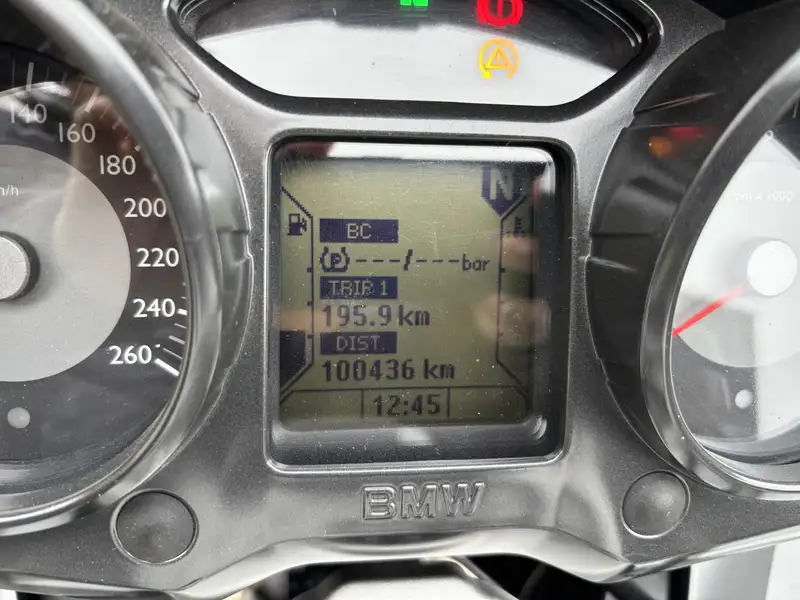 N
140
160
180
200
220
240
260
N
BC
(P)---/---bar
TRIP 1
195.9 km
DIST.
100436 km
12:45
BMW